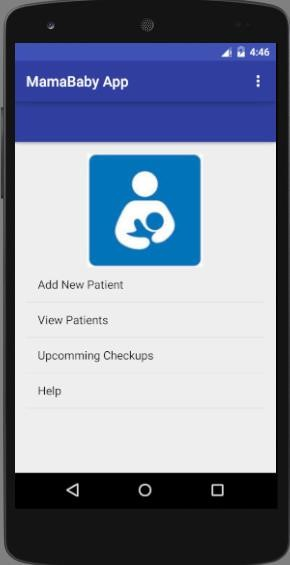 4:46
MamaBaby App
Add New Patient
View Patients
Upcomming Checkups
Help